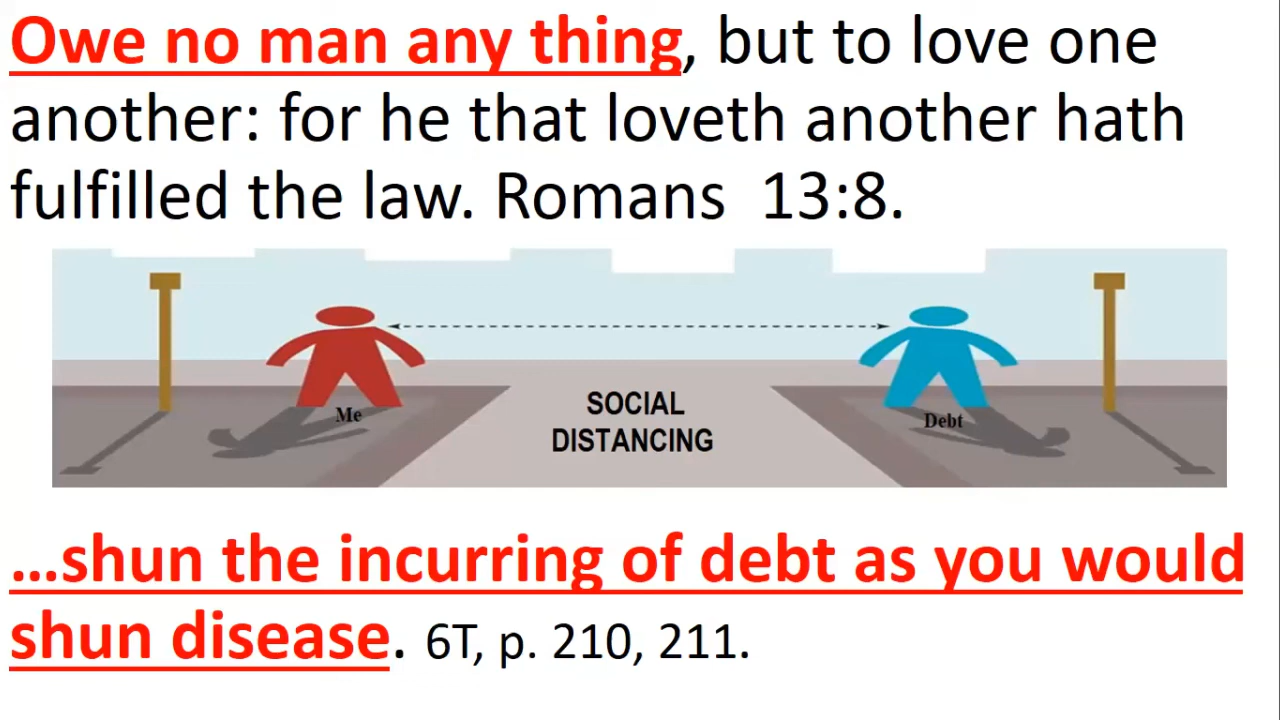 Owe no man any thing, but to love one
another: for he that loveth another hath
fulfilled the law. Romans  13:8.
SOCIAL
DISTANCING
Me
Debt
...shun the incurring of debt as you would
shun disease. 6T, p. 210, 211.